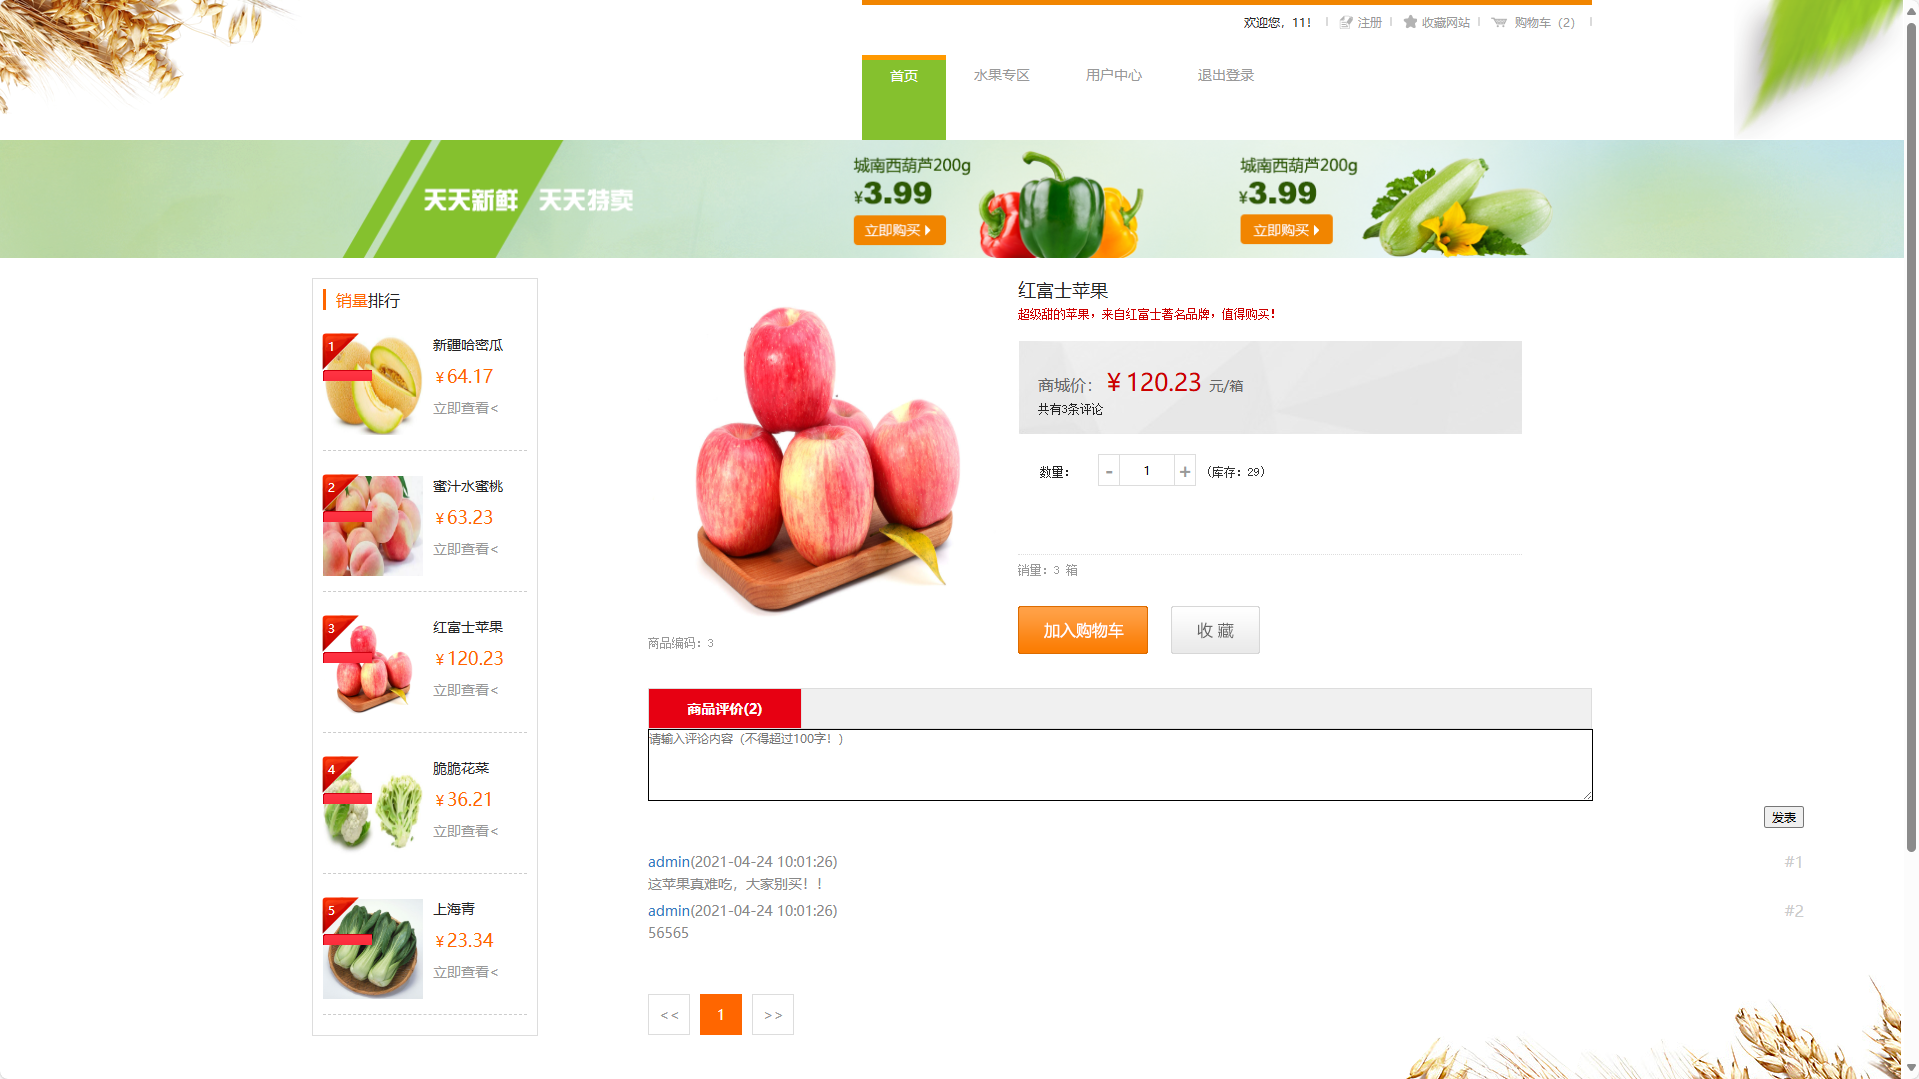 欢迎您，11！ 注册 收藏网站 购物车（2）
首页 水果专区 用户中心 退出登录
天天新鲜 天天特卖
城南西葫芦200g
¥3.99
立即购买
城南西葫芦200g
¥3.99
立即购买
销量排行
1
新疆哈密瓜
¥64.17
立即查看<
2
蜜汁水蜜桃
¥63.23
立即查看<
3
红富士苹果
¥120.23
立即查看<
4
脆脆花菜
¥36.21
立即查看<
5
上海青
¥23.34
立即查看<
商品编码：3
红富士苹果
超级甜的苹果，来自红富士著名品牌，值得购买！
商城价：¥120.23 元/箱
共有3条评论
数量： - 1 + （库存：29）
销量：3 箱
加入购物车 收 藏
商品评价(2)
请输入评论内容（不得超过100字！）
发表
admin(2021-04-24 10:01:26) #1
这苹果真难吃，大家别买！！
admin(2021-04-24 10:01:26) #2
56565
<< 1 >>